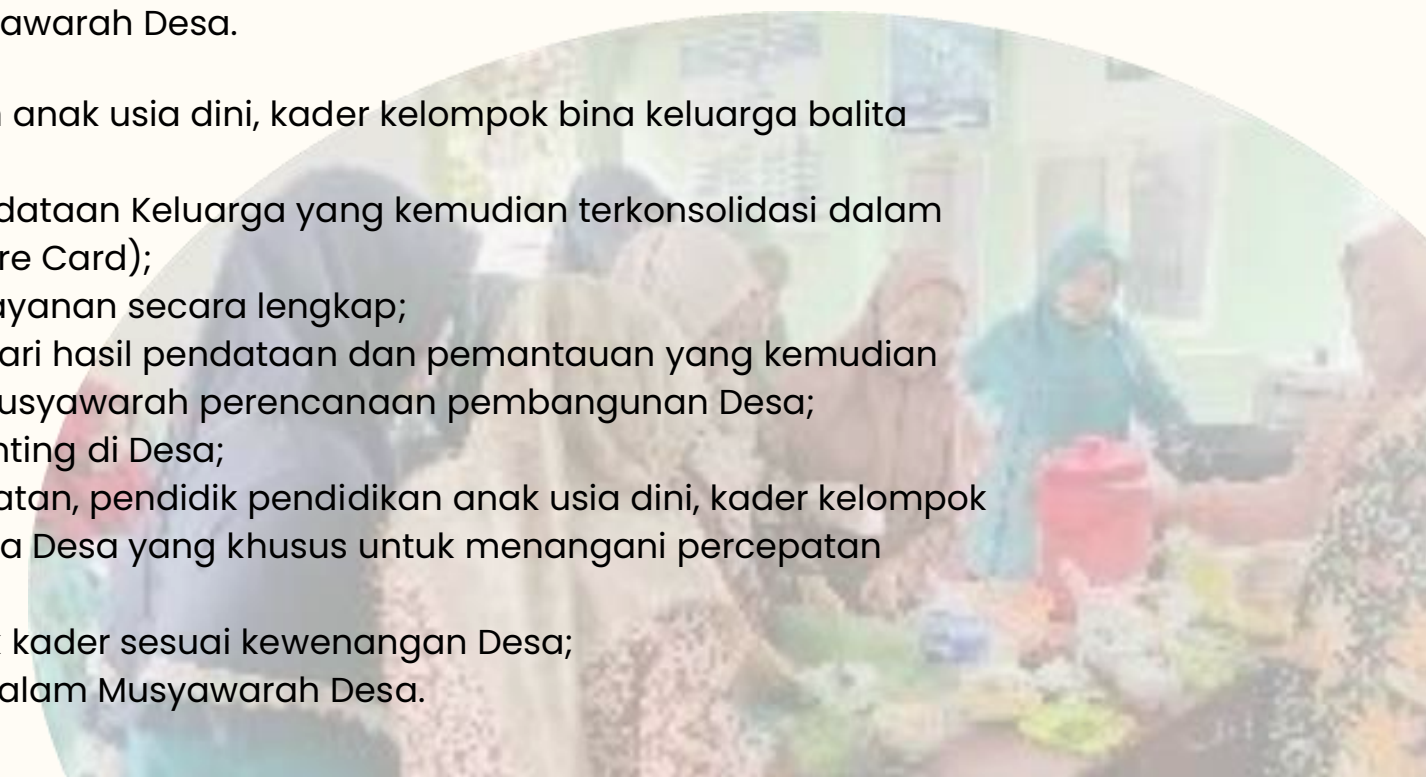 awarah Desa.
anak usia dini, kader kelompok bina keluarga balita
dataan Keluarga yang kemudian terkonsolidasi dalam
re Card);
ayanan secara lengkap;
ari hasil pendataan dan pemantauan yang kemudian
usyawarah perencanaan pembangunan Desa;
nting di Desa;
atan, pendidik pendidikan anak usia dini, kader kelompok
a Desa yang khusus untuk menangani percepatan
kader sesuai kewenangan Desa;
alam Musyawarah Desa.